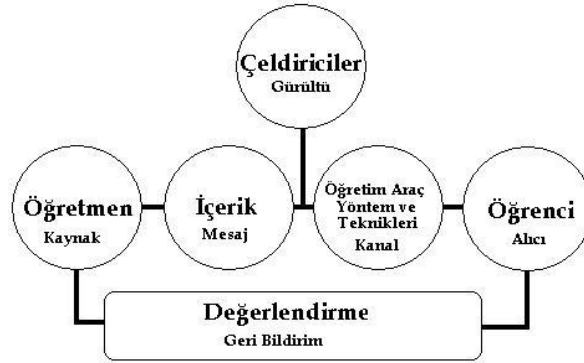 Çeldiriciler
Gürültü
Öğretmen
Kaynak
İçerik
Mesaj
Öğretim Araç
Yöntem ve
Teknikleri
Kanal
Öğrenci
Alıcı
Değerlendirme
Geri Bildirim